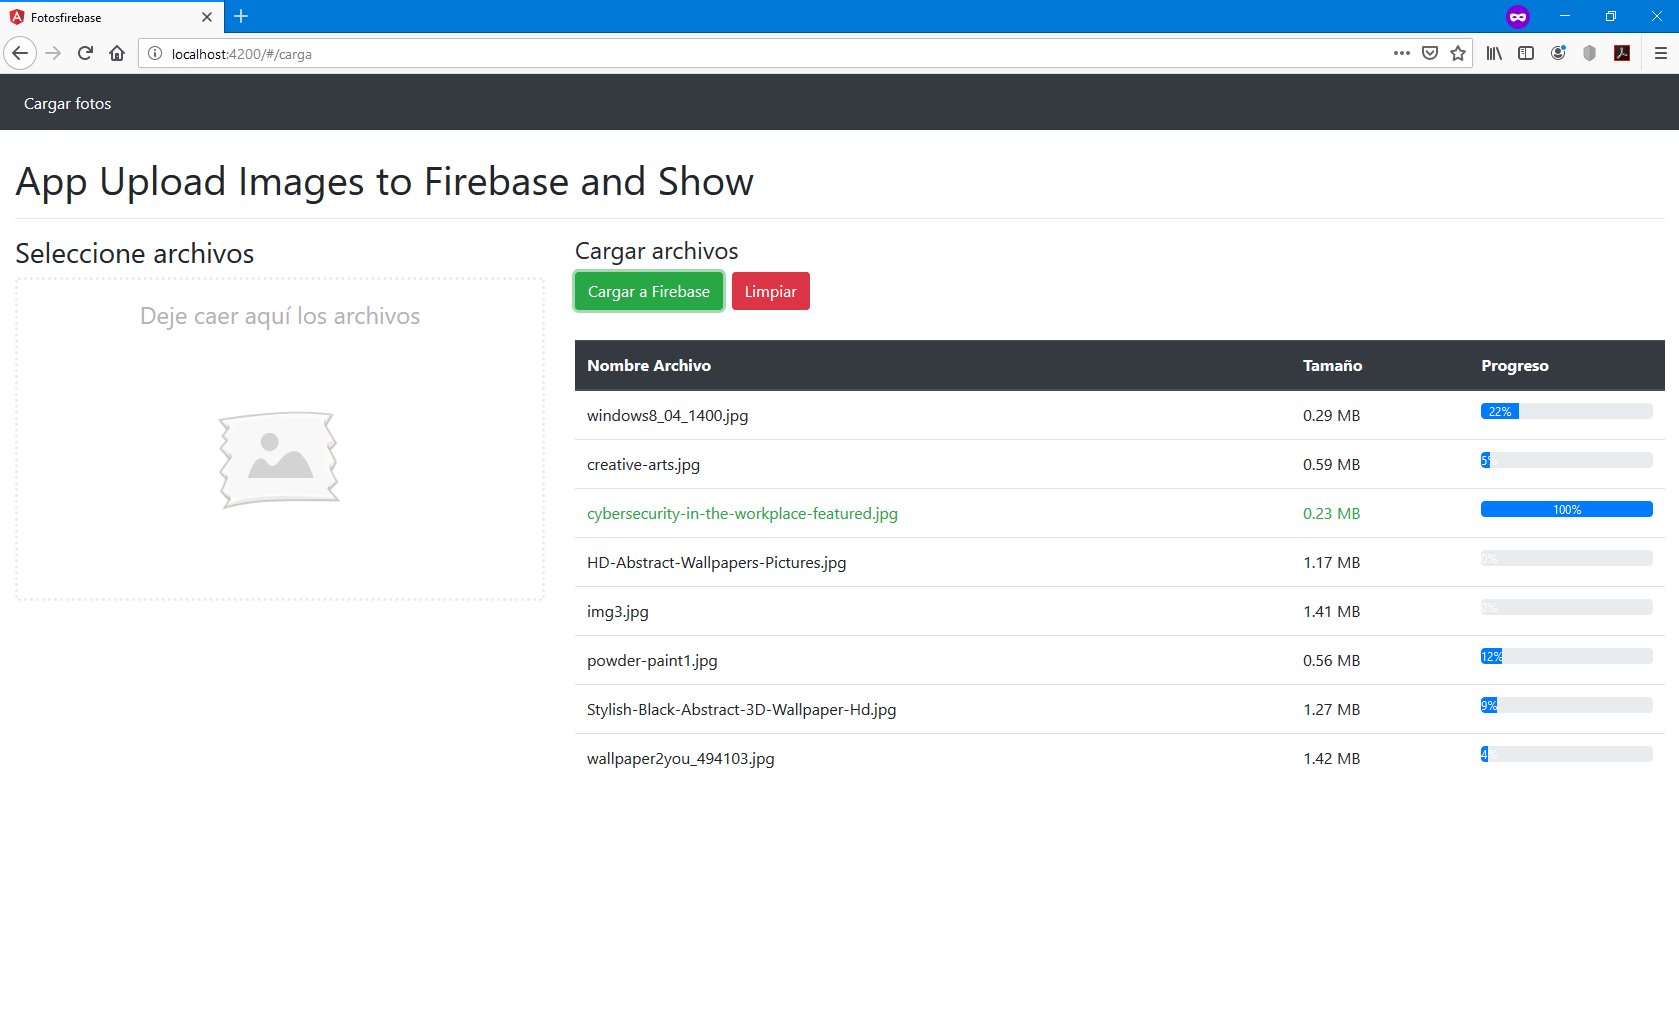 Fotosfirebase
localhost:4200/#/carga
Cargar fotos
App Upload Images to Firebase and Show
Seleccione archivos
Deje caer aquí los archivos
Cargar archivos
Cargar a Firebase Limpiar
Nombre Archivo Tamaño Progreso
windows8_04_1400.jpg 0.29 MB 22%
creative-arts.jpg 0.59 MB 5%
cybersecurity-in-the-workplace-featured.jpg 0.23 MB 100%
HD-Abstract-Wallpapers-Pictures.jpg 1.17 MB 0%
img3.jpg 1.41 MB 0%
powder-paint1.jpg 0.56 MB 12%
Stylish-Black-Abstract-3D-Wallpaper-Hd.jpg 1.27 MB 9%
wallpaper2you_494103.jpg 1.42 MB 4%